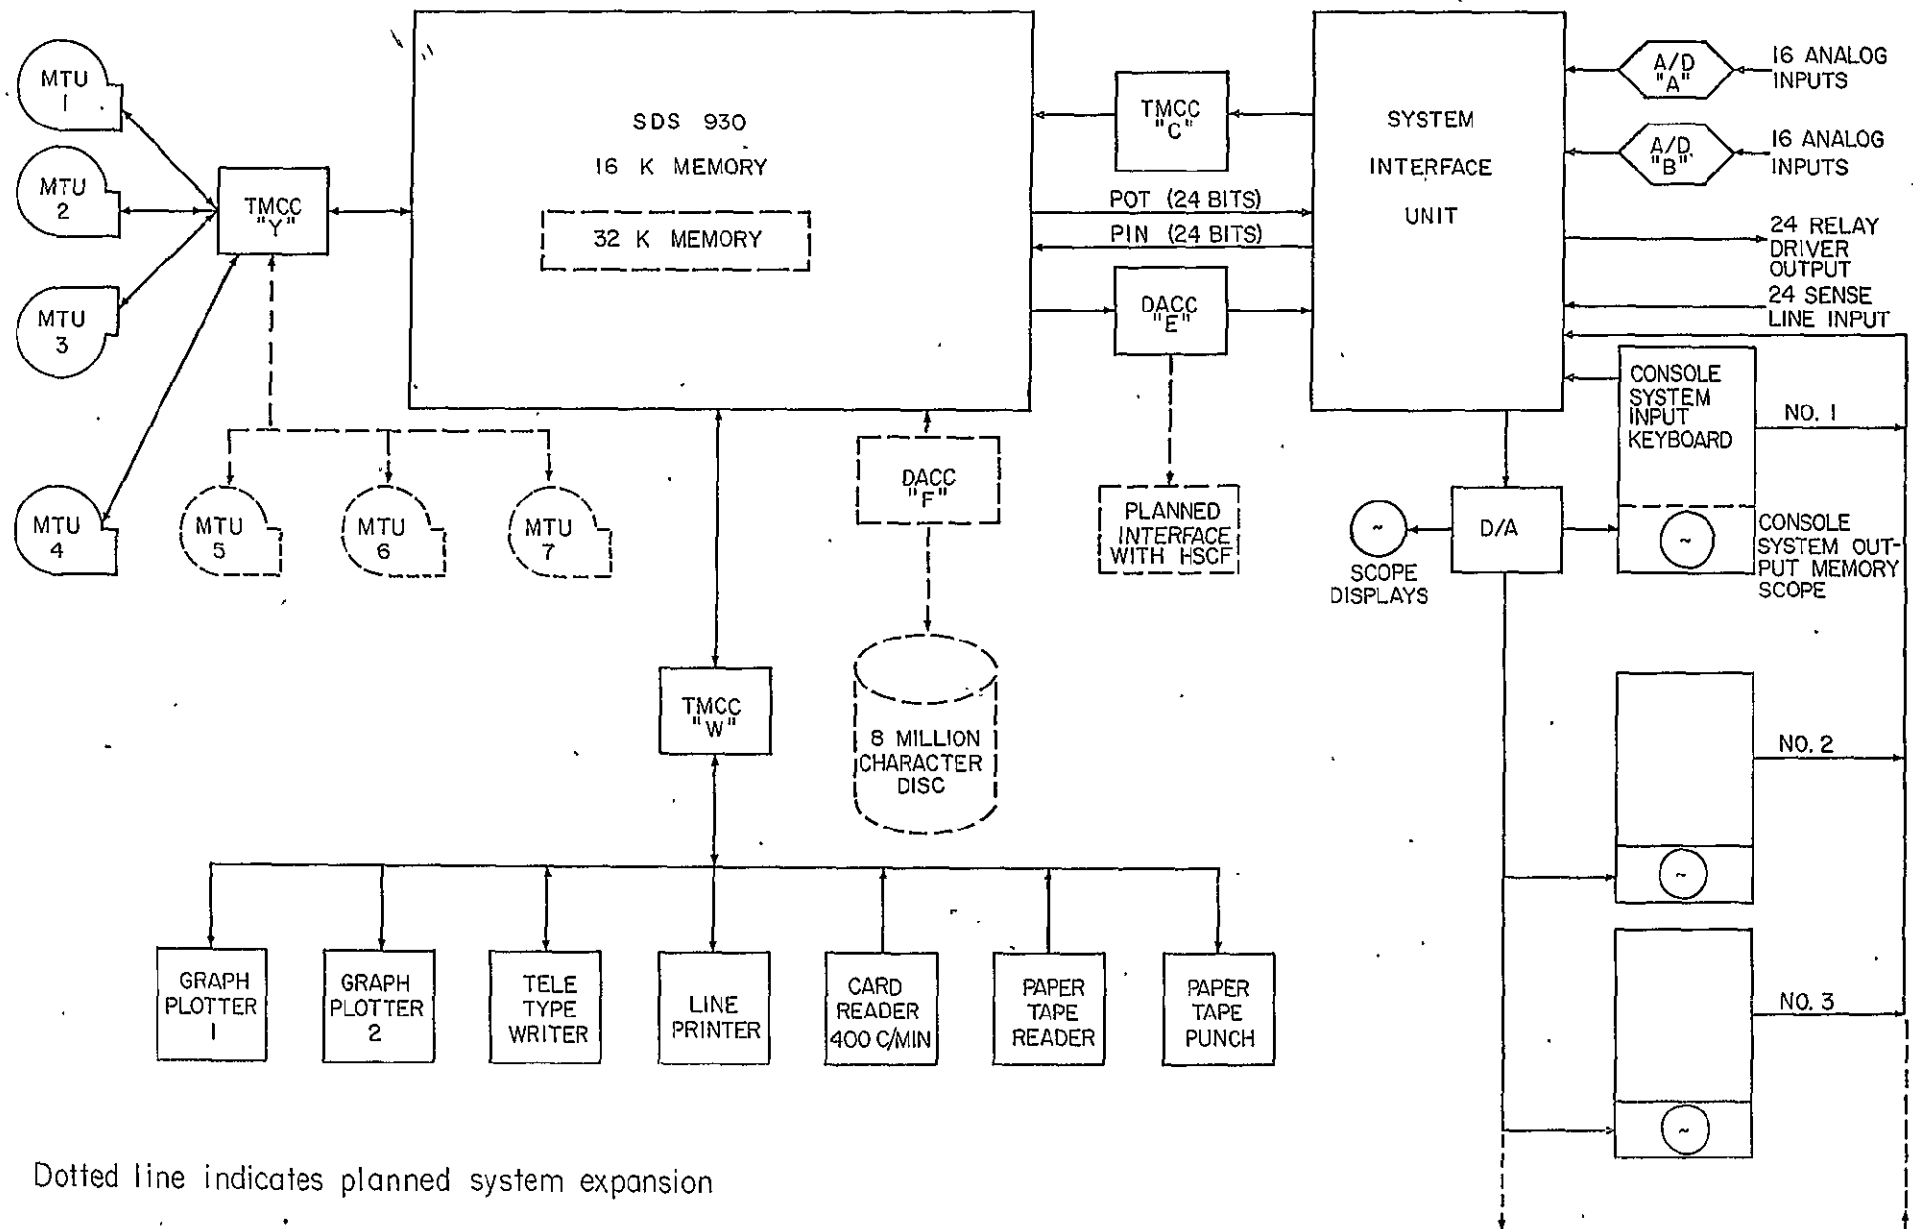 MTU
1
MTU
2
MTU
3
MTU
4
MTU
5
MTU
6
MTU
7
TMCC
"Y"
SDS 930
16 K MEMORY
32 K MEMORY
TMCC
"C"
POT (24 BITS)
PIN (24 BITS)
DACC
"E"
SYSTEM
INTERFACE
UNIT
A/D
"A"
16 ANALOG
INPUTS
A/D
"B"
16 ANALOG
INPUTS
24 RELAY
DRIVER
OUTPUT
24 SENSE
LINE INPUT
CONSOLE
SYSTEM
INPUT
KEYBOARD
NO. 1
DACC
"F"
PLANNED
INTERFACE
WITH HSCF
~
SCOPE
DISPLAYS
D/A
~
CONSOLE
SYSTEM OUT-
PUT MEMORY
SCOPE
TMCC
"W"
8 MILLION
CHARACTER
DISC
NO. 2
~
GRAPH
PLOTTER
1
GRAPH
PLOTTER
2
TELE
TYPE
WRITER
LINE
PRINTER
CARD
READER
400 C/MIN
PAPER
TAPE
READER
PAPER
TAPE
PUNCH
NO. 3
~
Dotted line indicates planned system expansion